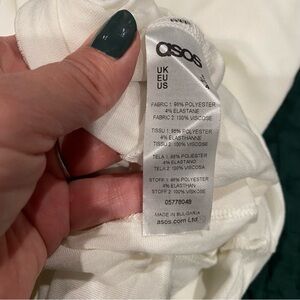 asos
UK
EU
US
FABRIC 1: 96% POLYESTER
4% ELASTANE
FABRIC 2: 100% VISCOSE
TISSU 1: 96% POLYESTER
4% ELASTHANNE
TISSU 2: 100% VISCOSE
TELA 1: 96% POLIESTER
4% ELASTANO
TELA 2: 100% VISCOSA
STOFF 1: 96% POLYESTER
4% ELASTHAN
STOFF 2: 100% VISKOSE
05778049
MADE IN BULGARIA
asos.com Ltd.